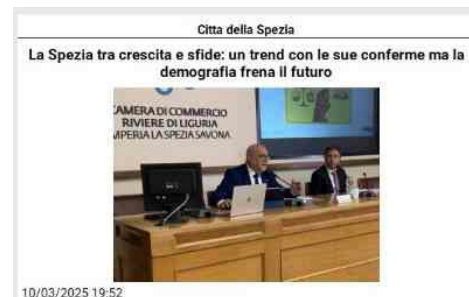 Citta della Spezia
La Spezia tra crescita e sfide: un trend con le sue conferme ma la
demografia frena il futuro
CAMERA DI COMMERCIO
RIVIERE DI LIGURIA
IMPERIA LA SPEZIA SAVONA
10/03/2025 19:52